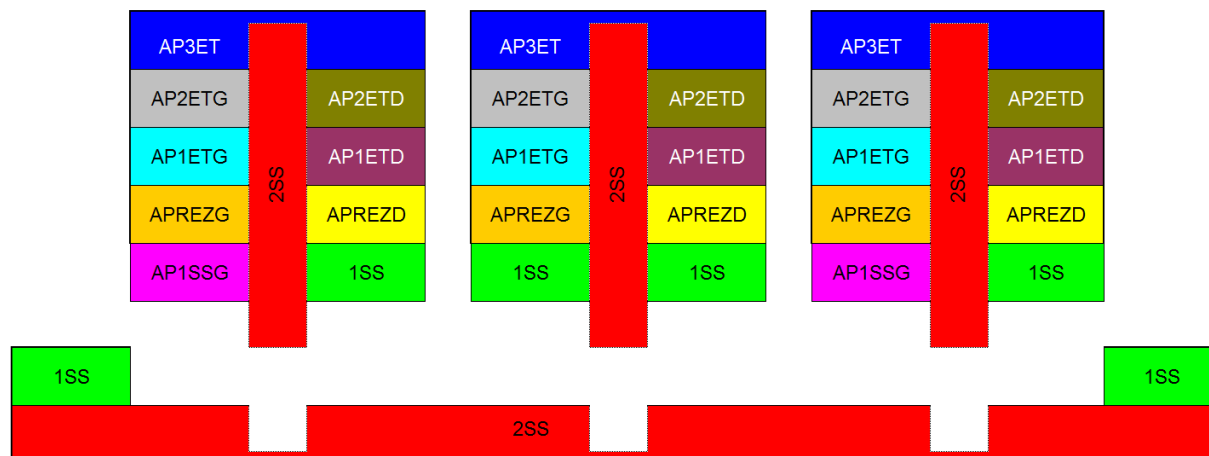 AP3ET
AP3ET
AP3ET
AP2ETG
AP2ETD
AP2ETG
AP2ETD
AP2ETG
AP2ETD
AP1ETG
AP1ETD
AP1ETG
AP1ETD
AP1ETG
AP1ETD
2SS
2SS
2SS
APREZG
APREZD
APREZG
APREZD
APREZG
APREZD
AP1SSG
1SS
1SS
1SS
AP1SSG
1SS
1SS
1SS
2SS